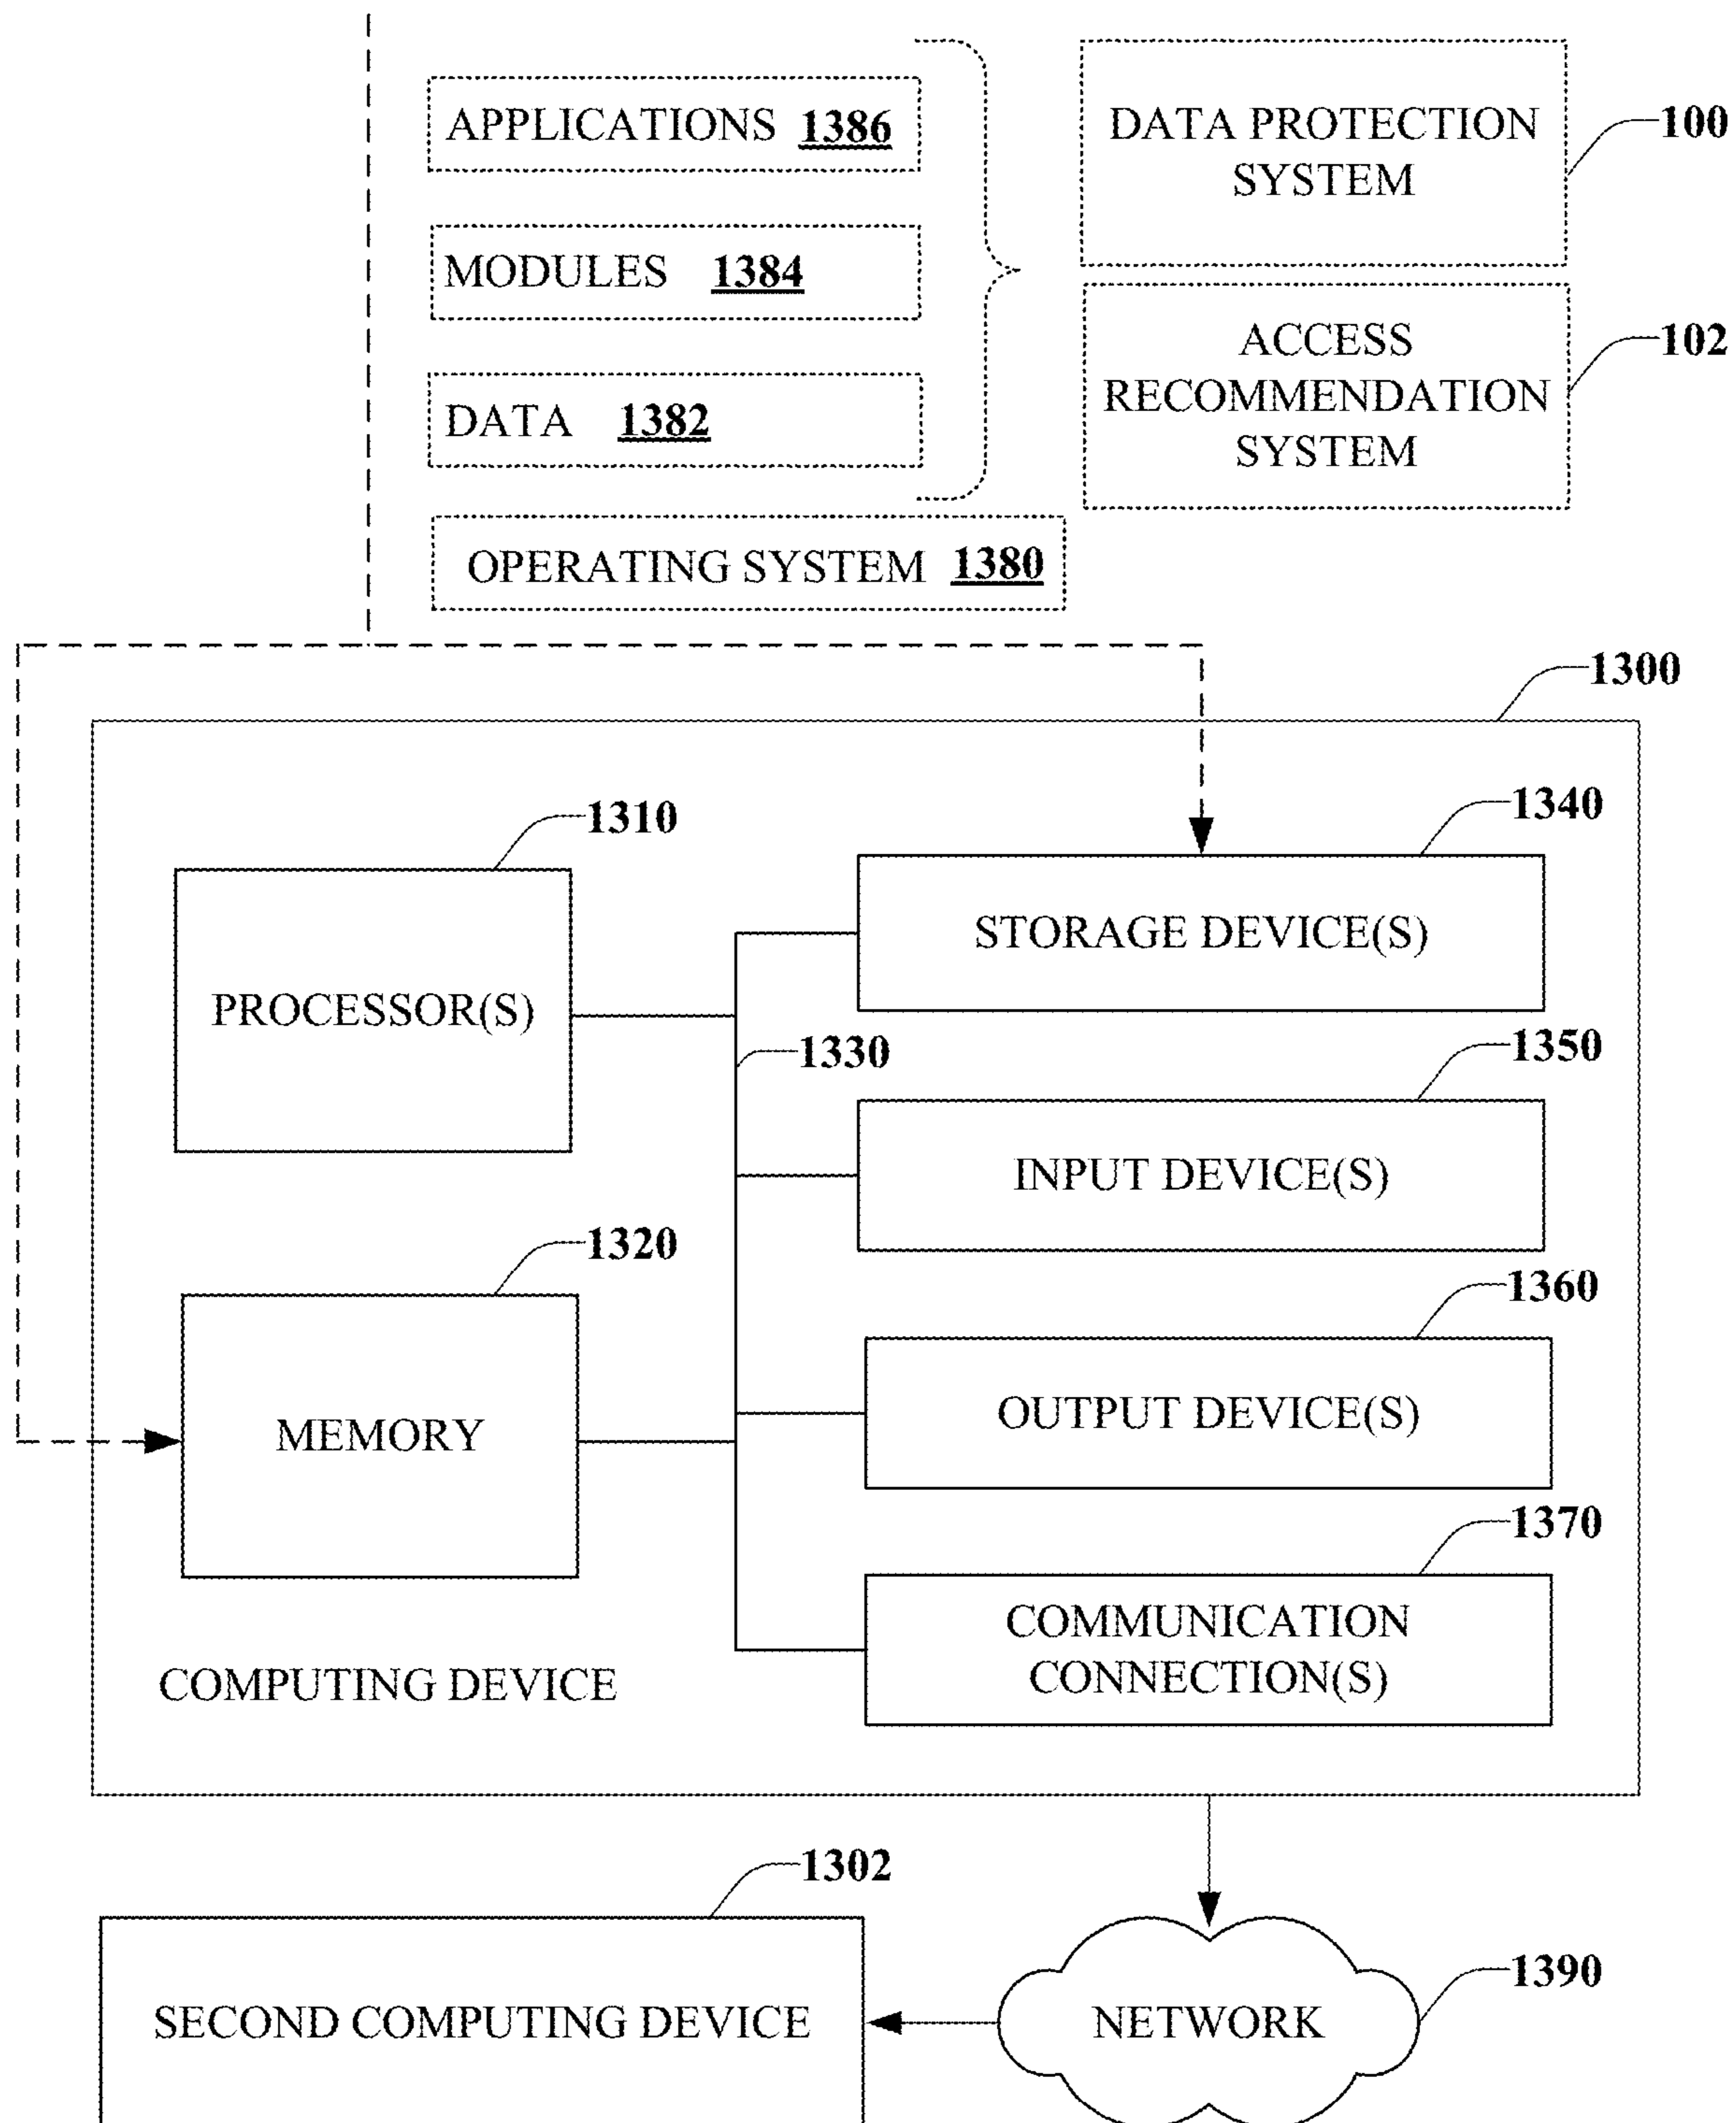 APPLICATIONS 1386
MODULES 1384
DATA 1382
OPERATING SYSTEM 1380
DATA PROTECTION
SYSTEM
100
ACCESS
RECOMMENDATION
SYSTEM
102
1300
1310
PROCESSOR(S)
1340
STORAGE DEVICE(S)
1330
1350
INPUT DEVICE(S)
1320
MEMORY
1360
OUTPUT DEVICE(S)
1370
COMMUNICATION
CONNECTION(S)
COMPUTING DEVICE
1302
SECOND COMPUTING DEVICE
NETWORK
1390